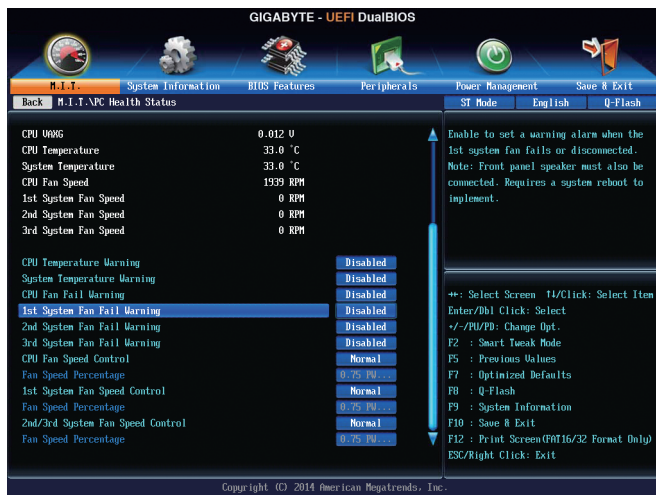 GIGABYTE - UEFI DualBIOS
M.I.T. System Information BIOS Features Peripherals Power Management Save & Exit
Back M.I.T.\PC Health Status ST Mode English Q-Flash
CPU VAXG 0.012 V
CPU Temperature 33.0 °C
System Temperature 33.0 °C
CPU Fan Speed 1939 RPM
1st System Fan Speed 0 RPM
2nd System Fan Speed 0 RPM
3rd System Fan Speed 0 RPM
CPU Temperature Warning Disabled
System Temperature Warning Disabled
CPU Fan Fail Warning Disabled
1st System Fan Fail Warning Disabled
2nd System Fan Fail Warning Disabled
3rd System Fan Fail Warning Disabled
CPU Fan Speed Control Normal
Fan Speed Percentage 0.75 PW...
1st System Fan Speed Control Normal
Fan Speed Percentage 0.75 PW...
2nd/3rd System Fan Speed Control Normal
Fan Speed Percentage 0.75 PW...
Enable to set a warning alarm when the
1st system fan fails or disconnected.
Note: Front panel speaker must also be
connected. Requires a system reboot to
implement.
→←: Select Screen ↑↓/Click: Select Item
Enter/Dbl Click: Select
+/-/PU/PD: Change Opt.
F2 : Smart Tweak Mode
F5 : Previous Values
F7 : Optimized Defaults
F8 : Q-Flash
F9 : System Information
F10 : Save & Exit
F12 : Print Screen(FAT16/32 Format Only)
ESC/Right Click: Exit
Copyright (C) 2014 American Megatrends, Inc.